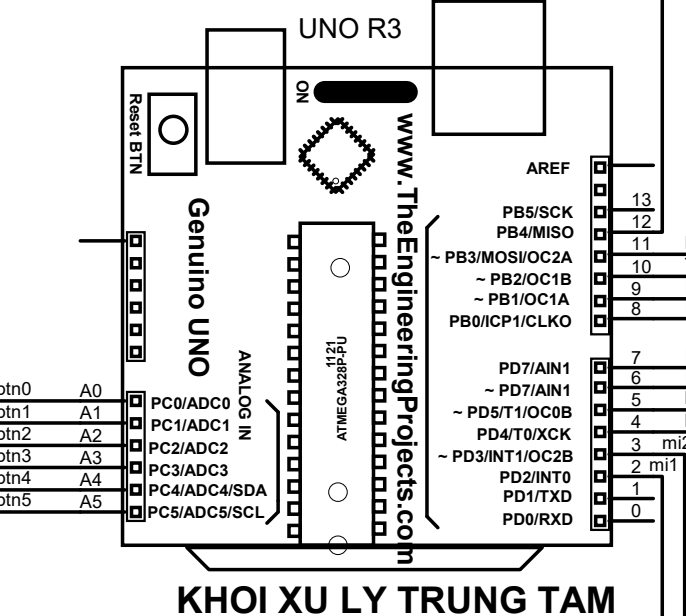 UNO R3
Reset BTN
ON
www.TheEngineeringProjects.com
Genuino UNO
ANALOG IN
1121
ATMEGA328P-PU
AREF
PB5/SCK 13
PB4/MISO 12
~ PB3/MOSI/OC2A 11
~ PB2/OC1B 10
~ PB1/OC1A 9
PB0/ICP1/CLKO 8
PD7/AIN1 7
~ PD7/AIN1 6
~ PD5/T1/OC0B 5
PD4/T0/XCK 4
~ PD3/INT1/OC2B 3
PD2/INT0 2 mi1
PD1/TXD 1
PD0/RXD 0
A0 PC0/ADC0
A1 PC1/ADC1
A2 PC2/ADC2
A3 PC3/ADC3
A4 PC4/ADC4/SDA
A5 PC5/ADC5/SCL
KHOI XU LY TRUNG TAM